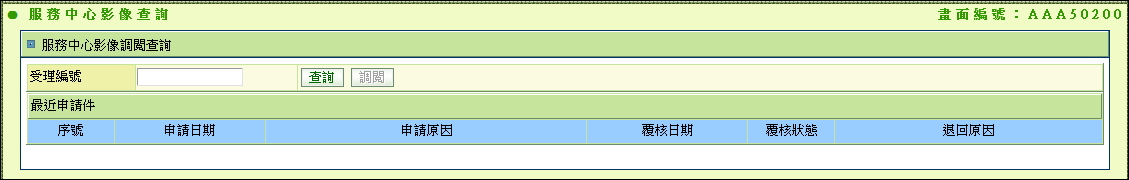 服務中心影像查詢 畫面編號：AAA50200
服務中心影像調閱查詢
受理編號 查詢 調閱
最近申請件
序號 申請日期 申請原因 覆核日期 覆核狀態 退回原因